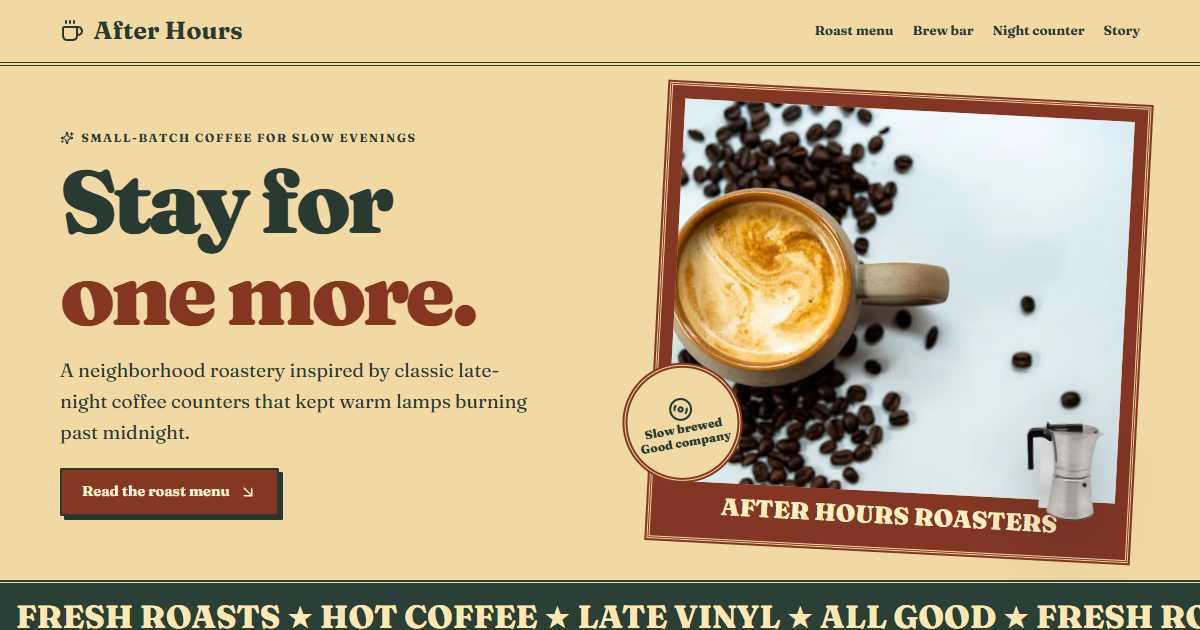 After Hours
Roast menu Brew bar Night counter Story
SMALL-BATCH COFFEE FOR SLOW EVENINGS
Stay for
one more.
A neighborhood roastery inspired by classic late-
night coffee counters that kept warm lamps burning
past midnight.
Read the roast menu
Slow brewed
Good company
AFTER HOURS ROASTERS
FRESH ROASTS ★ HOT COFFEE ★ LATE VINYL ★ ALL GOOD ★ FRESH RO